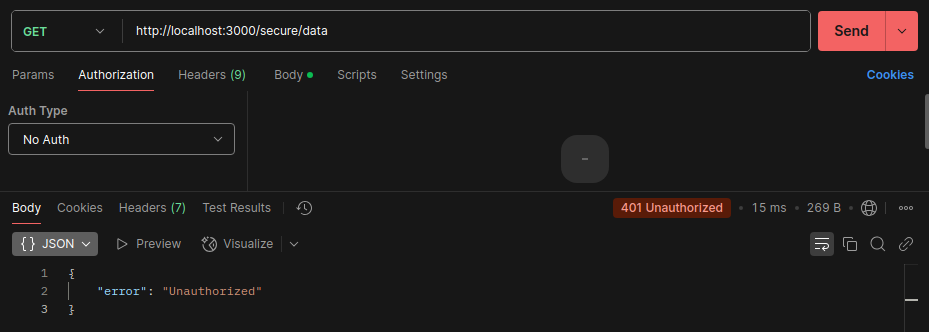 GET http://localhost:3000/secure/data Send
Params Authorization Headers (9) Body Scripts Settings Cookies
Auth Type
No Auth
Body Cookies Headers (7) Test Results 401 Unauthorized • 15 ms • 269 B
{} JSON Preview Visualize
1 {
2 "error": "Unauthorized"
3 }